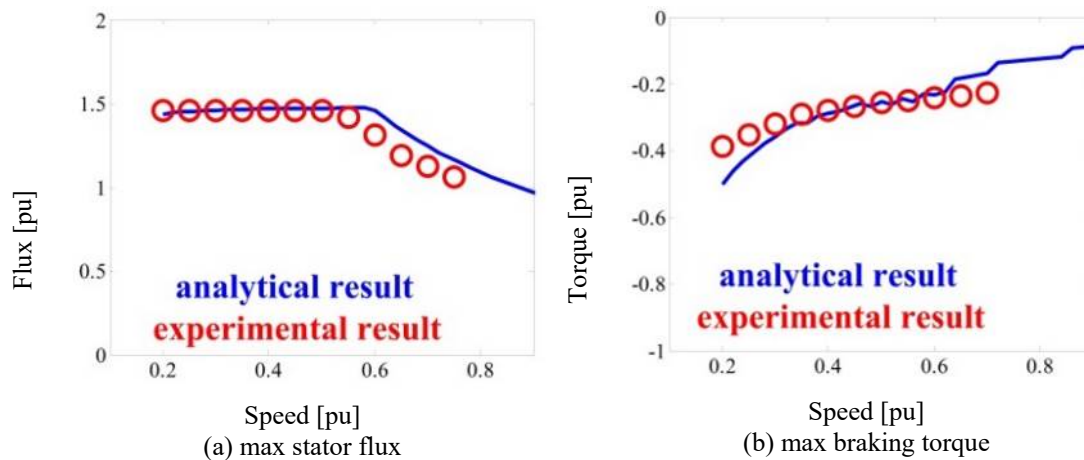 2
1.5
1
0.5
0
Flux [pu]
analytical result
experimental result
0.2 0.4 0.6 0.8
Speed [pu]
(a) max stator flux
-0
-0.2
-0.4
-0.6
-0.8
-1
Torque [pu]
analytical result
experimental result
0.2 0.4 0.6 0.8
Speed [pu]
(b) max braking torque